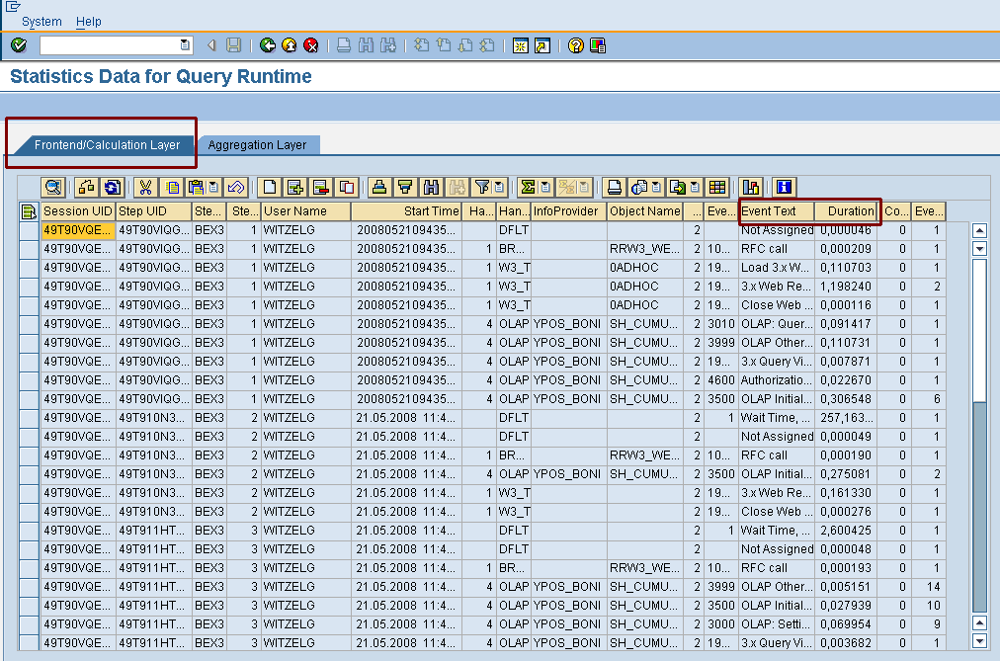 System Help
Statistics Data for Query Runtime
Frontend/Calculation Layer Aggregation Layer
Session UID Step UID Ste... Ste... User Name Start Time Ha... Han... InfoProvider Object Name ... Eve... Event Text Duration Co... Eve...
49T90VQE... 49T90VIQG... BEX3 1 WITZELG 2008052109435... DFLT 2 Not Assigned 0,000046 0 1
49T90VQE... 49T90VIQG... BEX3 1 WITZELG 2008052109435... 1 BR... RRW3_WE... 2 10... RFC call 0,000209 0 1
49T90VQE... 49T90VIQG... BEX3 1 WITZELG 2008052109435... 1 W3_T 0ADHOC 2 19... Load 3.x W... 0,110703 0 1
49T90VQE... 49T90VIQG... BEX3 1 WITZELG 2008052109435... 1 W3_T 0ADHOC 2 19... 3.x Web Re... 1,198240 0 2
49T90VQE... 49T90VIQG... BEX3 1 WITZELG 2008052109435... 1 W3_T 0ADHOC 2 19... Close Web ... 0,000116 0 1
49T90VQE... 49T90VIQG... BEX3 1 WITZELG 2008052109435... 4 OLAP YPOS_BONI SH_CUMU... 2 3010 OLAP: Quer... 0,091417 0 1
49T90VQE... 49T90VIQG... BEX3 1 WITZELG 2008052109435... 4 OLAP YPOS_BONI SH_CUMU... 2 3999 OLAP Other... 0,110731 0 1
49T90VQE... 49T90VIQG... BEX3 1 WITZELG 2008052109435... 4 OLAP YPOS_BONI SH_CUMU... 2 19... 3.x Query Vi... 0,007871 0 1
49T90VQE... 49T90VIQG... BEX3 1 WITZELG 2008052109435... 4 OLAP YPOS_BONI SH_CUMU... 2 4600 Authorizatio... 0,022670 0 1
49T90VQE... 49T90VIQG... BEX3 1 WITZELG 2008052109435... 4 OLAP YPOS_BONI SH_CUMU... 2 3500 OLAP Initial... 0,306548 0 6
49T90VQE... 49T910N3... BEX3 2 WITZELG 21.05.2008 11:4... DFLT 2 1 Wait Time, ... 257,163... 0 1
49T90VQE... 49T910N3... BEX3 2 WITZELG 21.05.2008 11:4... DFLT 2 Not Assigned 0,000049 0 1
49T90VQE... 49T910N3... BEX3 2 WITZELG 21.05.2008 11:4... 1 BR... RRW3_WE... 2 10... RFC call 0,000190 0 1
49T90VQE... 49T910N3... BEX3 2 WITZELG 21.05.2008 11:4... 4 OLAP YPOS_BONI SH_CUMU... 2 3500 OLAP Initial... 0,275081 0 2
49T90VQE... 49T910N3... BEX3 2 WITZELG 21.05.2008 11:4... 1 W3_T 2 19... 3.x Web Re... 0,161330 0 1
49T90VQE... 49T910N3... BEX3 2 WITZELG 21.05.2008 11:4... 1 W3_T 2 19... Close Web ... 0,000276 0 1
49T90VQE... 49T911HT... BEX3 3 WITZELG 21.05.2008 11:4... DFLT 2 1 Wait Time, ... 2,600425 0 1
49T90VQE... 49T911HT... BEX3 3 WITZELG 21.05.2008 11:4... DFLT 2 Not Assigned 0,000048 0 1
49T90VQE... 49T911HT... BEX3 3 WITZELG 21.05.2008 11:4... 1 BR... RRW3_WE... 2 10... RFC call 0,000193 0 1
49T90VQE... 49T911HT... BEX3 3 WITZELG 21.05.2008 11:4... 4 OLAP YPOS_BONI SH_CUMU... 2 3999 OLAP Other... 0,005151 0 14
49T90VQE... 49T911HT... BEX3 3 WITZELG 21.05.2008 11:4... 4 OLAP YPOS_BONI SH_CUMU... 2 3500 OLAP Initial... 0,027939 0 10
49T90VQE... 49T911HT... BEX3 3 WITZELG 21.05.2008 11:4... 4 OLAP YPOS_BONI SH_CUMU... 2 3000 OLAP: Setti... 0,069954 0 9
49T90VQE... 49T911HT... BEX3 3 WITZELG 21.05.2008 11:4... 4 OLAP YPOS_BONI SH_CUMU... 2 19... 3.x Query Vi... 0,003682 0 1